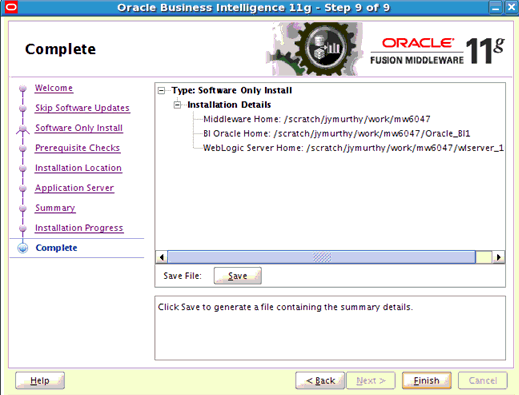 Oracle Business Intelligence 11g - Step 9 of 9
Complete
ORACLE
FUSION MIDDLEWARE
11g
Welcome
Skip Software Updates
Software Only Install
Prerequisite Checks
Installation Location
Application Server
Summary
Installation Progress
Complete
Type: Software Only Install
Installation Details
Middleware Home: /scratch/jymurthy/work/mw6047
BI Oracle Home: /scratch/jymurthy/work/mw6047/Oracle_BI1
WebLogic Server Home: /scratch/jymurthy/work/mw6047/wlserver_1
Save File: Save
Click Save to generate a file containing the summary details.
Help < Back Next > Finish Cancel